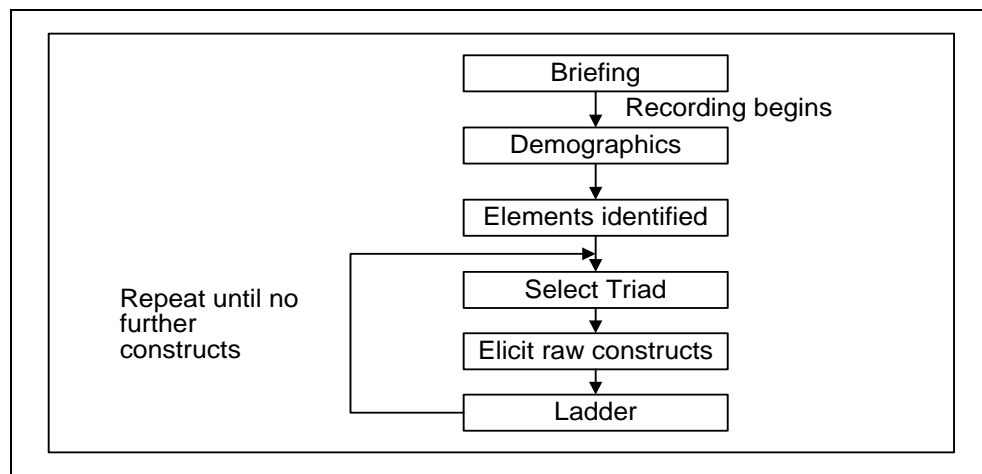 Briefing
Recording begins
Demographics
Elements identified
Select Triad
Repeat until no
further
constructs
Elicit raw constructs
Ladder